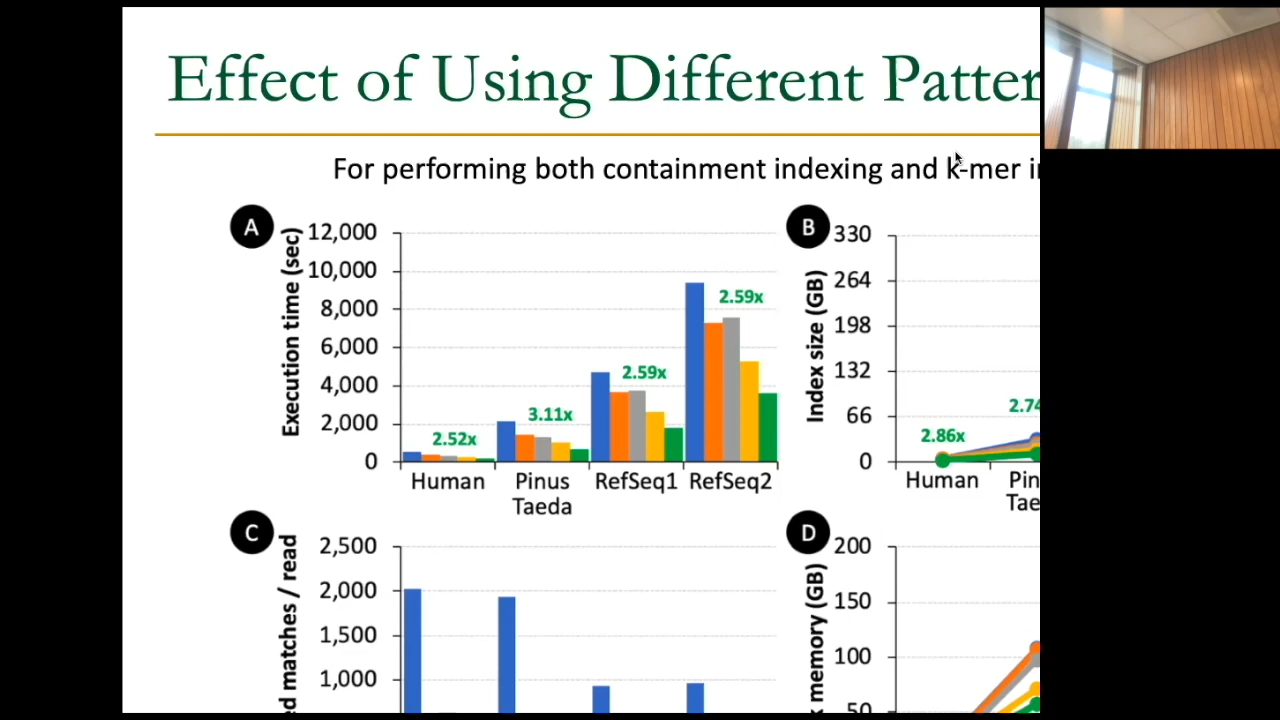 Effect of Using Different Patter
For performing both containment indexing and k-mer
A
Execution time (sec)
12,000
10,000
8,000
6,000
4,000
2,000
0
2.52x
3.11x
2.59x
2.59x
Human
Pinus
Taeda
RefSeq1
RefSeq2
B
Index size (GB)
330
264
198
132
66
0
2.86x
2.74
Human
Pin
Tae
C
ed matches / read
2,500
2,000
1,500
1,000
D
x memory (GB)
200
150
100
50